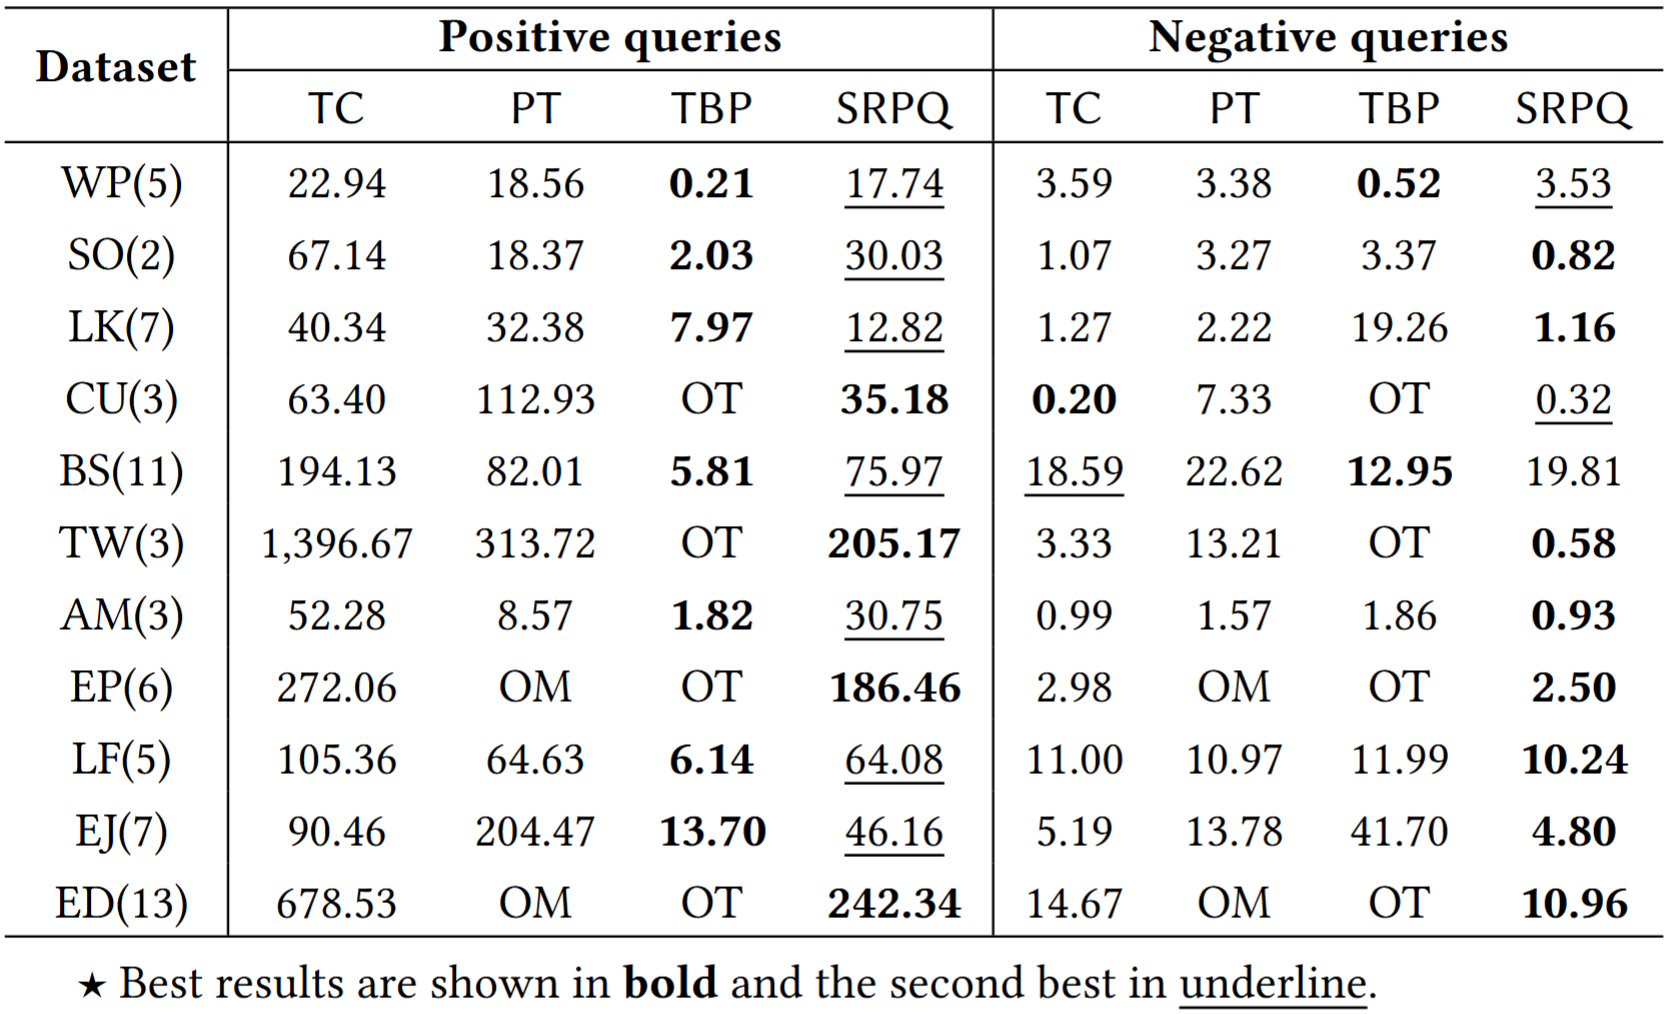 Dataset Positive queries Negative queries
TC PT TBP SRPQ TC PT TBP SRPQ
WP(5) 22.94 18.56 0.21 17.74 3.59 3.38 0.52 3.53
SO(2) 67.14 18.37 2.03 30.03 1.07 3.27 3.37 0.82
LK(7) 40.34 32.38 7.97 12.82 1.27 2.22 19.26 1.16
CU(3) 63.40 112.93 OT 35.18 0.20 7.33 OT 0.32
BS(11) 194.13 82.01 5.81 75.97 18.59 22.62 12.95 19.81
TW(3) 1,396.67 313.72 OT 205.17 3.33 13.21 OT 0.58
AM(3) 52.28 8.57 1.82 30.75 0.99 1.57 1.86 0.93
EP(6) 272.06 OM OT 186.46 2.98 OM OT 2.50
LF(5) 105.36 64.63 6.14 64.08 11.00 10.97 11.99 10.24
EJ(7) 90.46 204.47 13.70 46.16 5.19 13.78 41.70 4.80
ED(13) 678.53 OM OT 242.34 14.67 OM OT 10.96
★ Best results are shown in bold and the second best in underline.